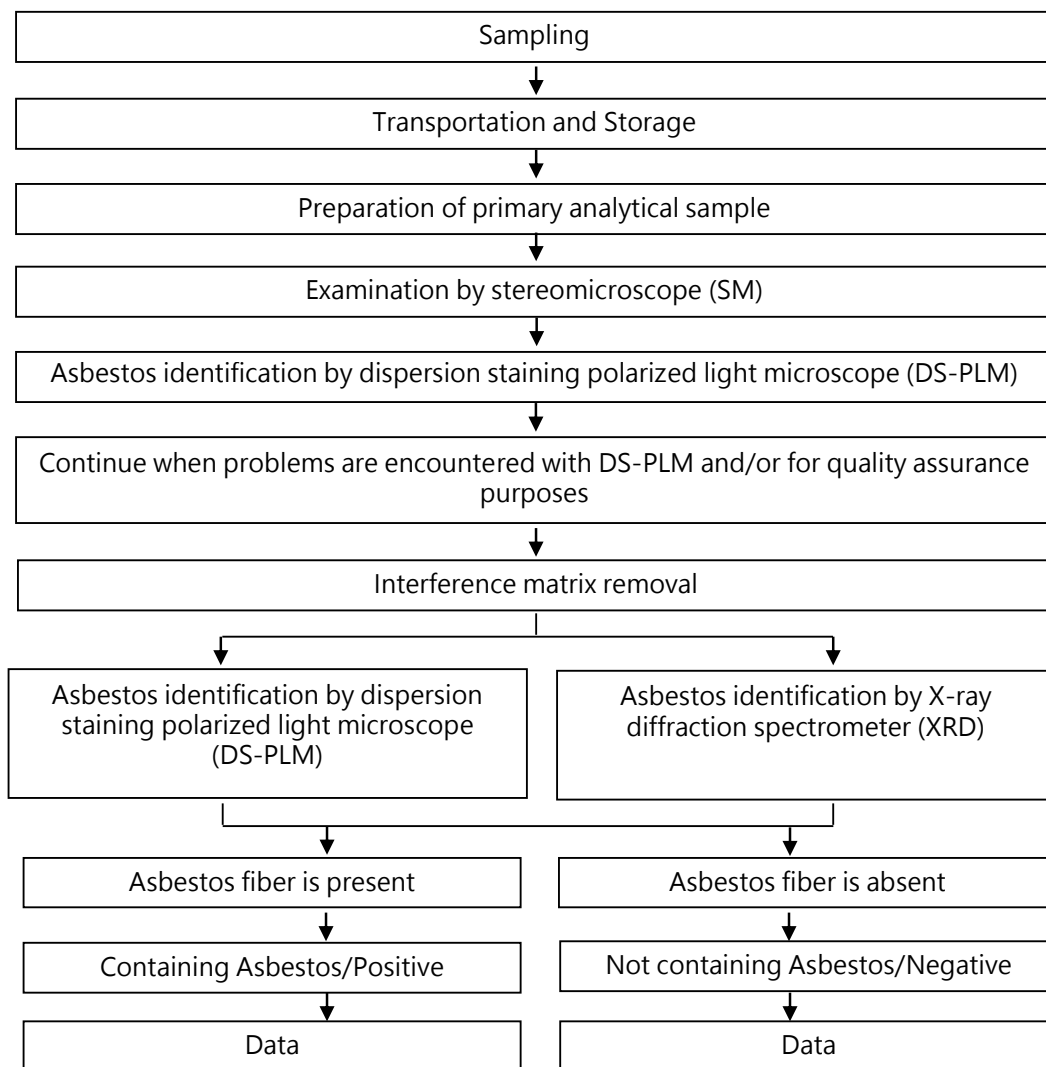 Sampling
Transportation and Storage
Preparation of primary analytical sample
Examination by stereomicroscope (SM)
Asbestos identification by dispersion staining polarized light microscope (DS-PLM)
Continue when problems are encountered with DS-PLM and/or for quality assurance
purposes
Interference matrix removal
Asbestos identification by dispersion
staining polarized light microscope
(DS-PLM)
Asbestos identification by X-ray
diffraction spectrometer (XRD)
Asbestos fiber is present
Asbestos fiber is absent
Containing Asbestos/Positive
Not containing Asbestos/Negative
Data
Data